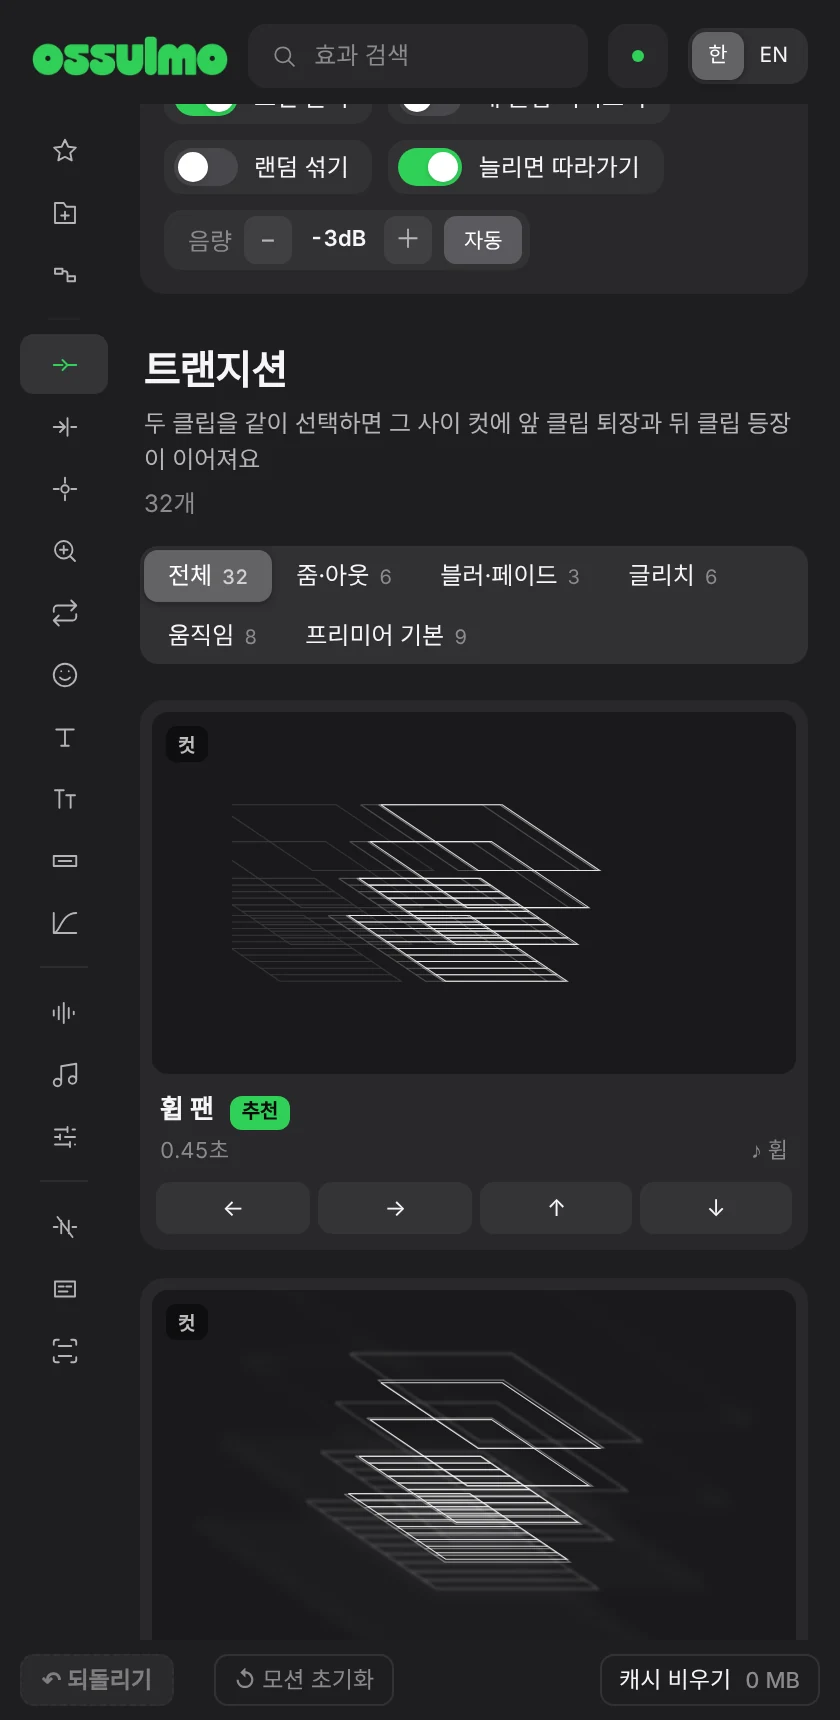 ossulmo
효과 검색
한 EN
랜덤 섞기
늘리면 따라가기
음량 − -3dB + 자동
트랜지션
두 클립을 같이 선택하면 그 사이 컷에 앞 클립 퇴장과 뒤 클립 등장
이 이어져요
32개
전체 32 줌·아웃 6 블러·페이드 3 글리치 6
움직임 8 프리미어 기본 9
컷
휩 팬 추천
0.45초 ♪ 휩
← → ↑ ↓
컷
↶ 되돌리기
모션 초기화
캐시 비우기 0 MB